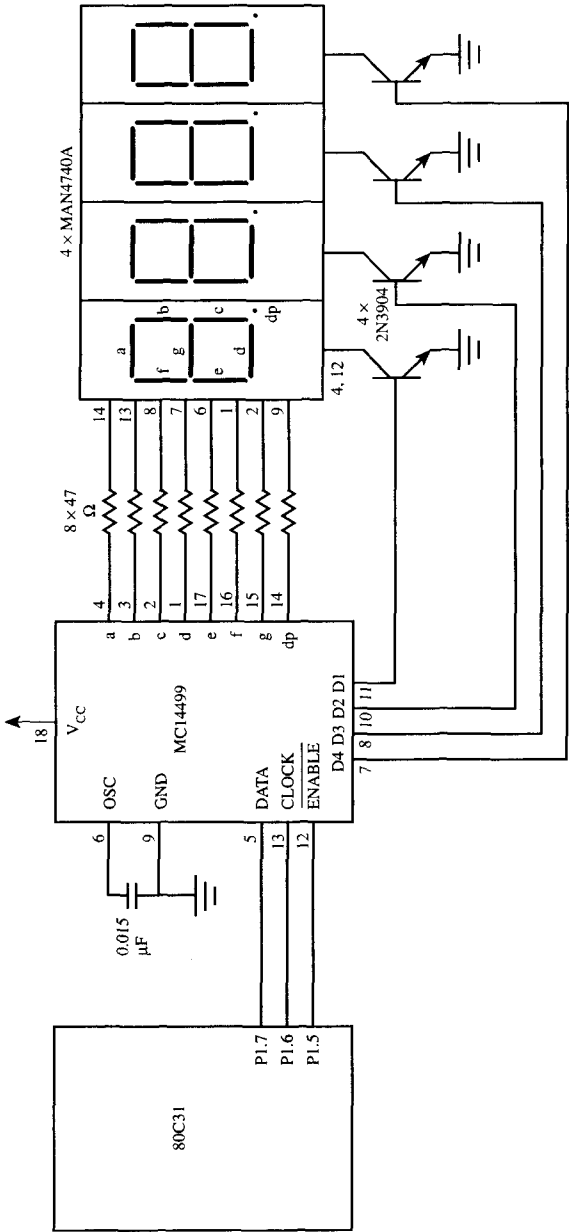 80C31
P1.7
P1.6
P1.5
0.015
µF
6
9
5
13
12
OSC
GND
DATA
CLOCK
ENABLE
18
VCC
MC14499
a
b
c
d
e
f
g
dp
4
3
2
1
17
16
15
14
D4 D3 D2 D1
7
8
10
11
8 × 47
Ω
14
13
8
7
6
1
2
9
4 × MAN4740A
a
b
c
d
e
f
g
dp
4, 12
4 ×
2N3904